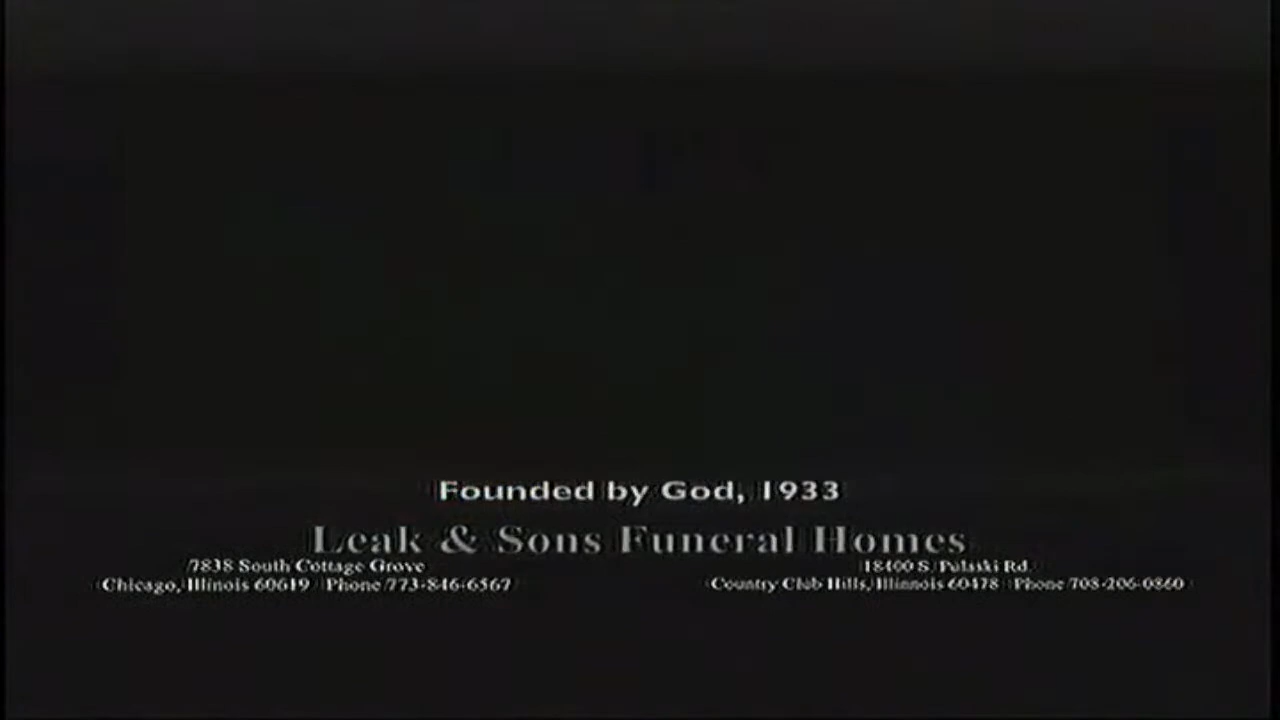 Founded by God, 1933
Leak & Sons Funeral Homes
7838 South Cottage Grove
Chicago, Illinois 60619 Phone 773-846-6567
18400 S. Pulaski Rd.
Country Club Hills, Illinnois 60478 Phone 708-206-0860